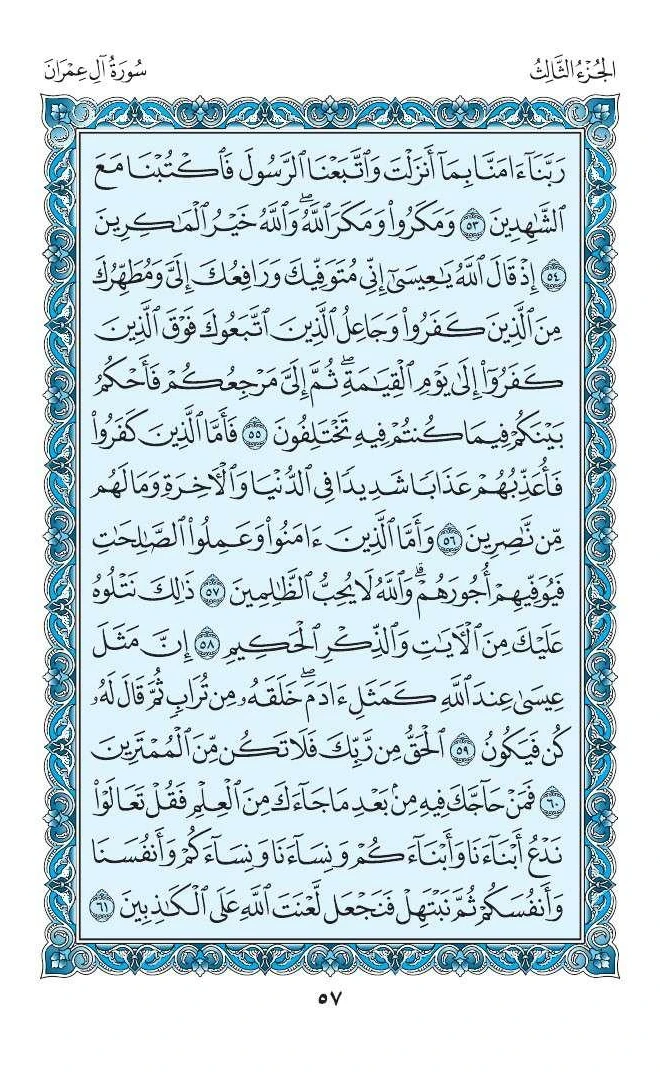 الجُزْءُ الثَّالِثُ
سُورَةُ آلِ عِمْرَانَ
رَبَّنَآ ءَامَنَّا بِمَآ أَنزَلْتَ وَٱتَّبَعْنَا ٱلرَّسُولَ فَٱكْتُبْنَا مَعَ
ٱلشَّٰهِدِينَ ٥٣ وَمَكَرُوا۟ وَمَكَرَ ٱللَّهُ ۖ وَٱللَّهُ خَيْرُ ٱلْمَٰكِرِينَ
٥٤ إِذْ قَالَ ٱللَّهُ يَٰعِيسَىٰٓ إِنِّى مُتَوَفِّيكَ وَرَافِعُكَ إِلَىَّ وَمُطَهِّرُكَ
مِنَ ٱلَّذِينَ كَفَرُوا۟ وَجَاعِلُ ٱلَّذِينَ ٱتَّبَعُوكَ فَوْقَ ٱلَّذِينَ
كَفَرُوٓا۟ إِلَىٰ يَوْمِ ٱلْقِيَٰمَةِ ۖ ثُمَّ إِلَىَّ مَرْجِعُكُمْ فَأَحْكُمُ
بَيْنَكُمْ فِيمَا كُنتُمْ فِيهِ تَخْتَلِفُونَ ٥٥ فَأَمَّا ٱلَّذِينَ كَفَرُوا۟
فَأُعَذِّبُهُمْ عَذَابًا شَدِيدًا فِى ٱلدُّنْيَا وَٱلْءَاخِرَةِ وَمَا لَهُم
مِّن نَّٰصِرِينَ ٥٦ وَأَمَّا ٱلَّذِينَ ءَامَنُوا۟ وَعَمِلُوا۟ ٱلصَّٰلِحَٰتِ
فَيُوَفِّيهِمْ أُجُورَهُمْ ۗ وَٱللَّهُ لَا يُحِبُّ ٱلظَّٰلِمِينَ ٥٧ ذَٰلِكَ نَتْلُوهُ
عَلَيْكَ مِنَ ٱلْءَايَٰتِ وَٱلذِّكْرِ ٱلْحَكِيمِ ٥٨ إِنَّ مَثَلَ
عِيسَىٰ عِندَ ٱللَّهِ كَمَثَلِ ءَادَمَ ۖ خَلَقَهُۥ مِن تُرَابٍ ثُمَّ قَالَ لَهُۥ
كُن فَيَكُونُ ٥٩ ٱلْحَقُّ مِن رَّبِّكَ فَلَا تَكُن مِّنَ ٱلْمُمْتَرِينَ
٦٠ فَمَنْ حَآجَّكَ فِيهِ مِنۢ بَعْدِ مَا جَآءَكَ مِنَ ٱلْعِلْمِ فَقُلْ تَعَالَوْا۟
نَدْعُ أَبْنَآءَنَا وَأَبْنَآءَكُمْ وَنِسَآءَنَا وَنِسَآءَكُمْ وَأَنفُسَنَا
وَأَنفُسَكُمْ ثُمَّ نَبْتَهِلْ فَنَجْعَل لَّعْنَتَ ٱللَّهِ عَلَى ٱلْكَٰذِبِينَ ٦١
٥٧